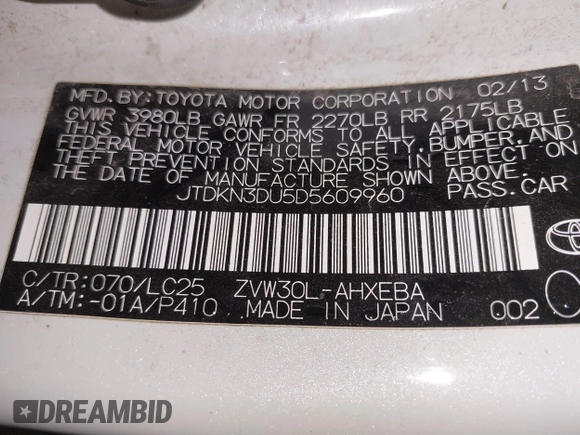 MFD. BY: TOYOTA MOTOR CORPORATION 02/13
GVWR 3980LB GAWR FR 2270LB RR 2175LB
THIS VEHICLE CONFORMS TO ALL APPLICABLE
FEDERAL MOTOR VEHICLE SAFETY, BUMPER, AND
THEFT PREVENTION STANDARDS IN EFFECT ON
THE DATE OF MANUFACTURE SHOWN ABOVE.
JTDKN3DU5D5609960 PASS. CAR
C/TR: 070/LC25 ZVW30L-AHXEBA
A/TM: -01A/P410 MADE IN JAPAN 002
DREAMBID